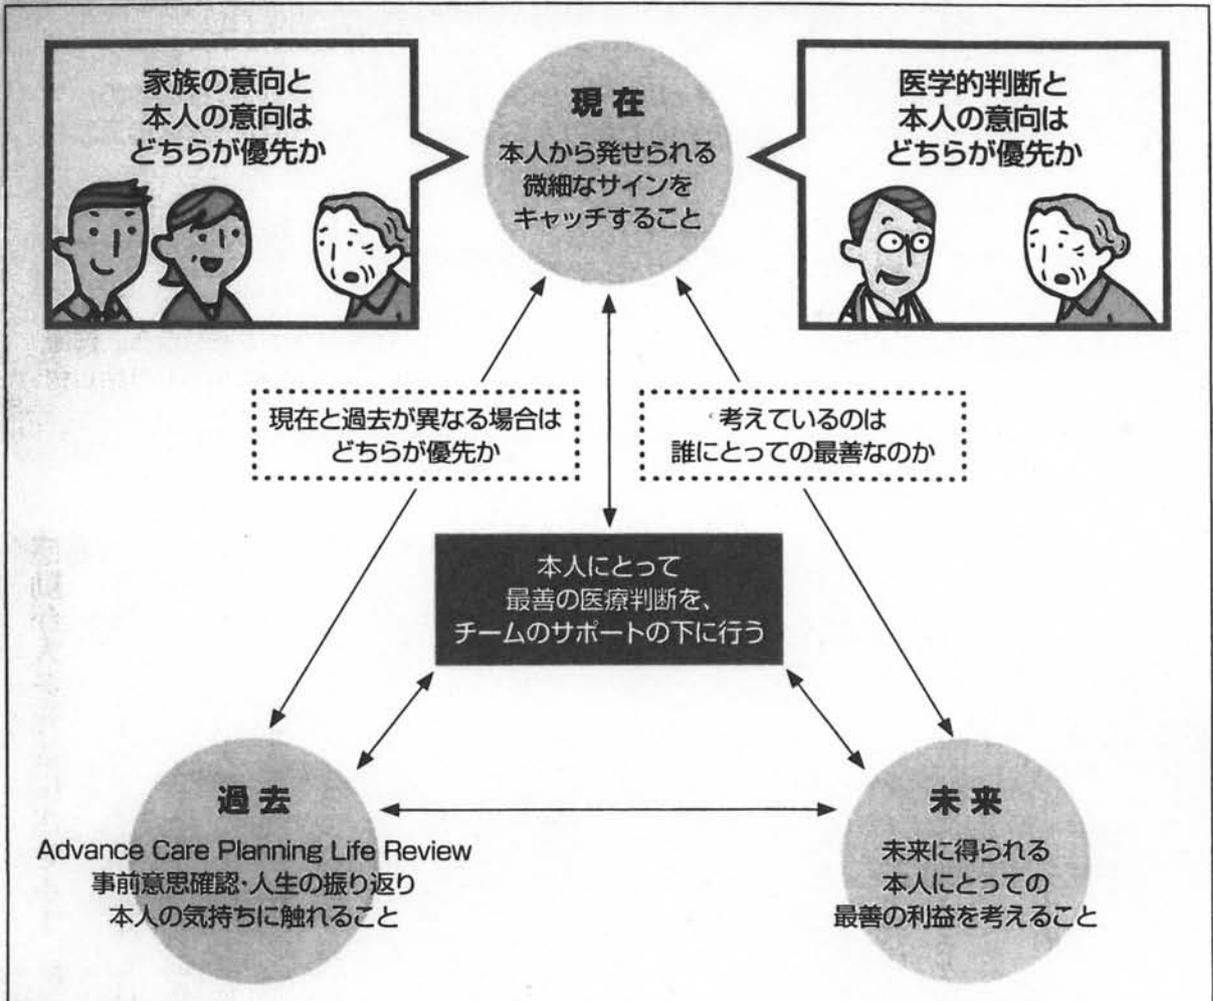 家族の意向と
本人の意向は
どちらが優先か
現在
本人から発せられる
微細なサインを
キャッチすること
医学的判断と
本人の意向は
どちらが優先か
現在と過去が異なる場合は
どちらが優先か
考えているのは
誰にとっての最善なのか
本人にとって
最善の医療判断を、
チームのサポートの下に行う
過去
Advance Care Planning Life Review
事前意思確認・人生の振り返り
本人の気持ちに触れること
未来
未来に得られる
本人にとっての
最善の利益を考えること